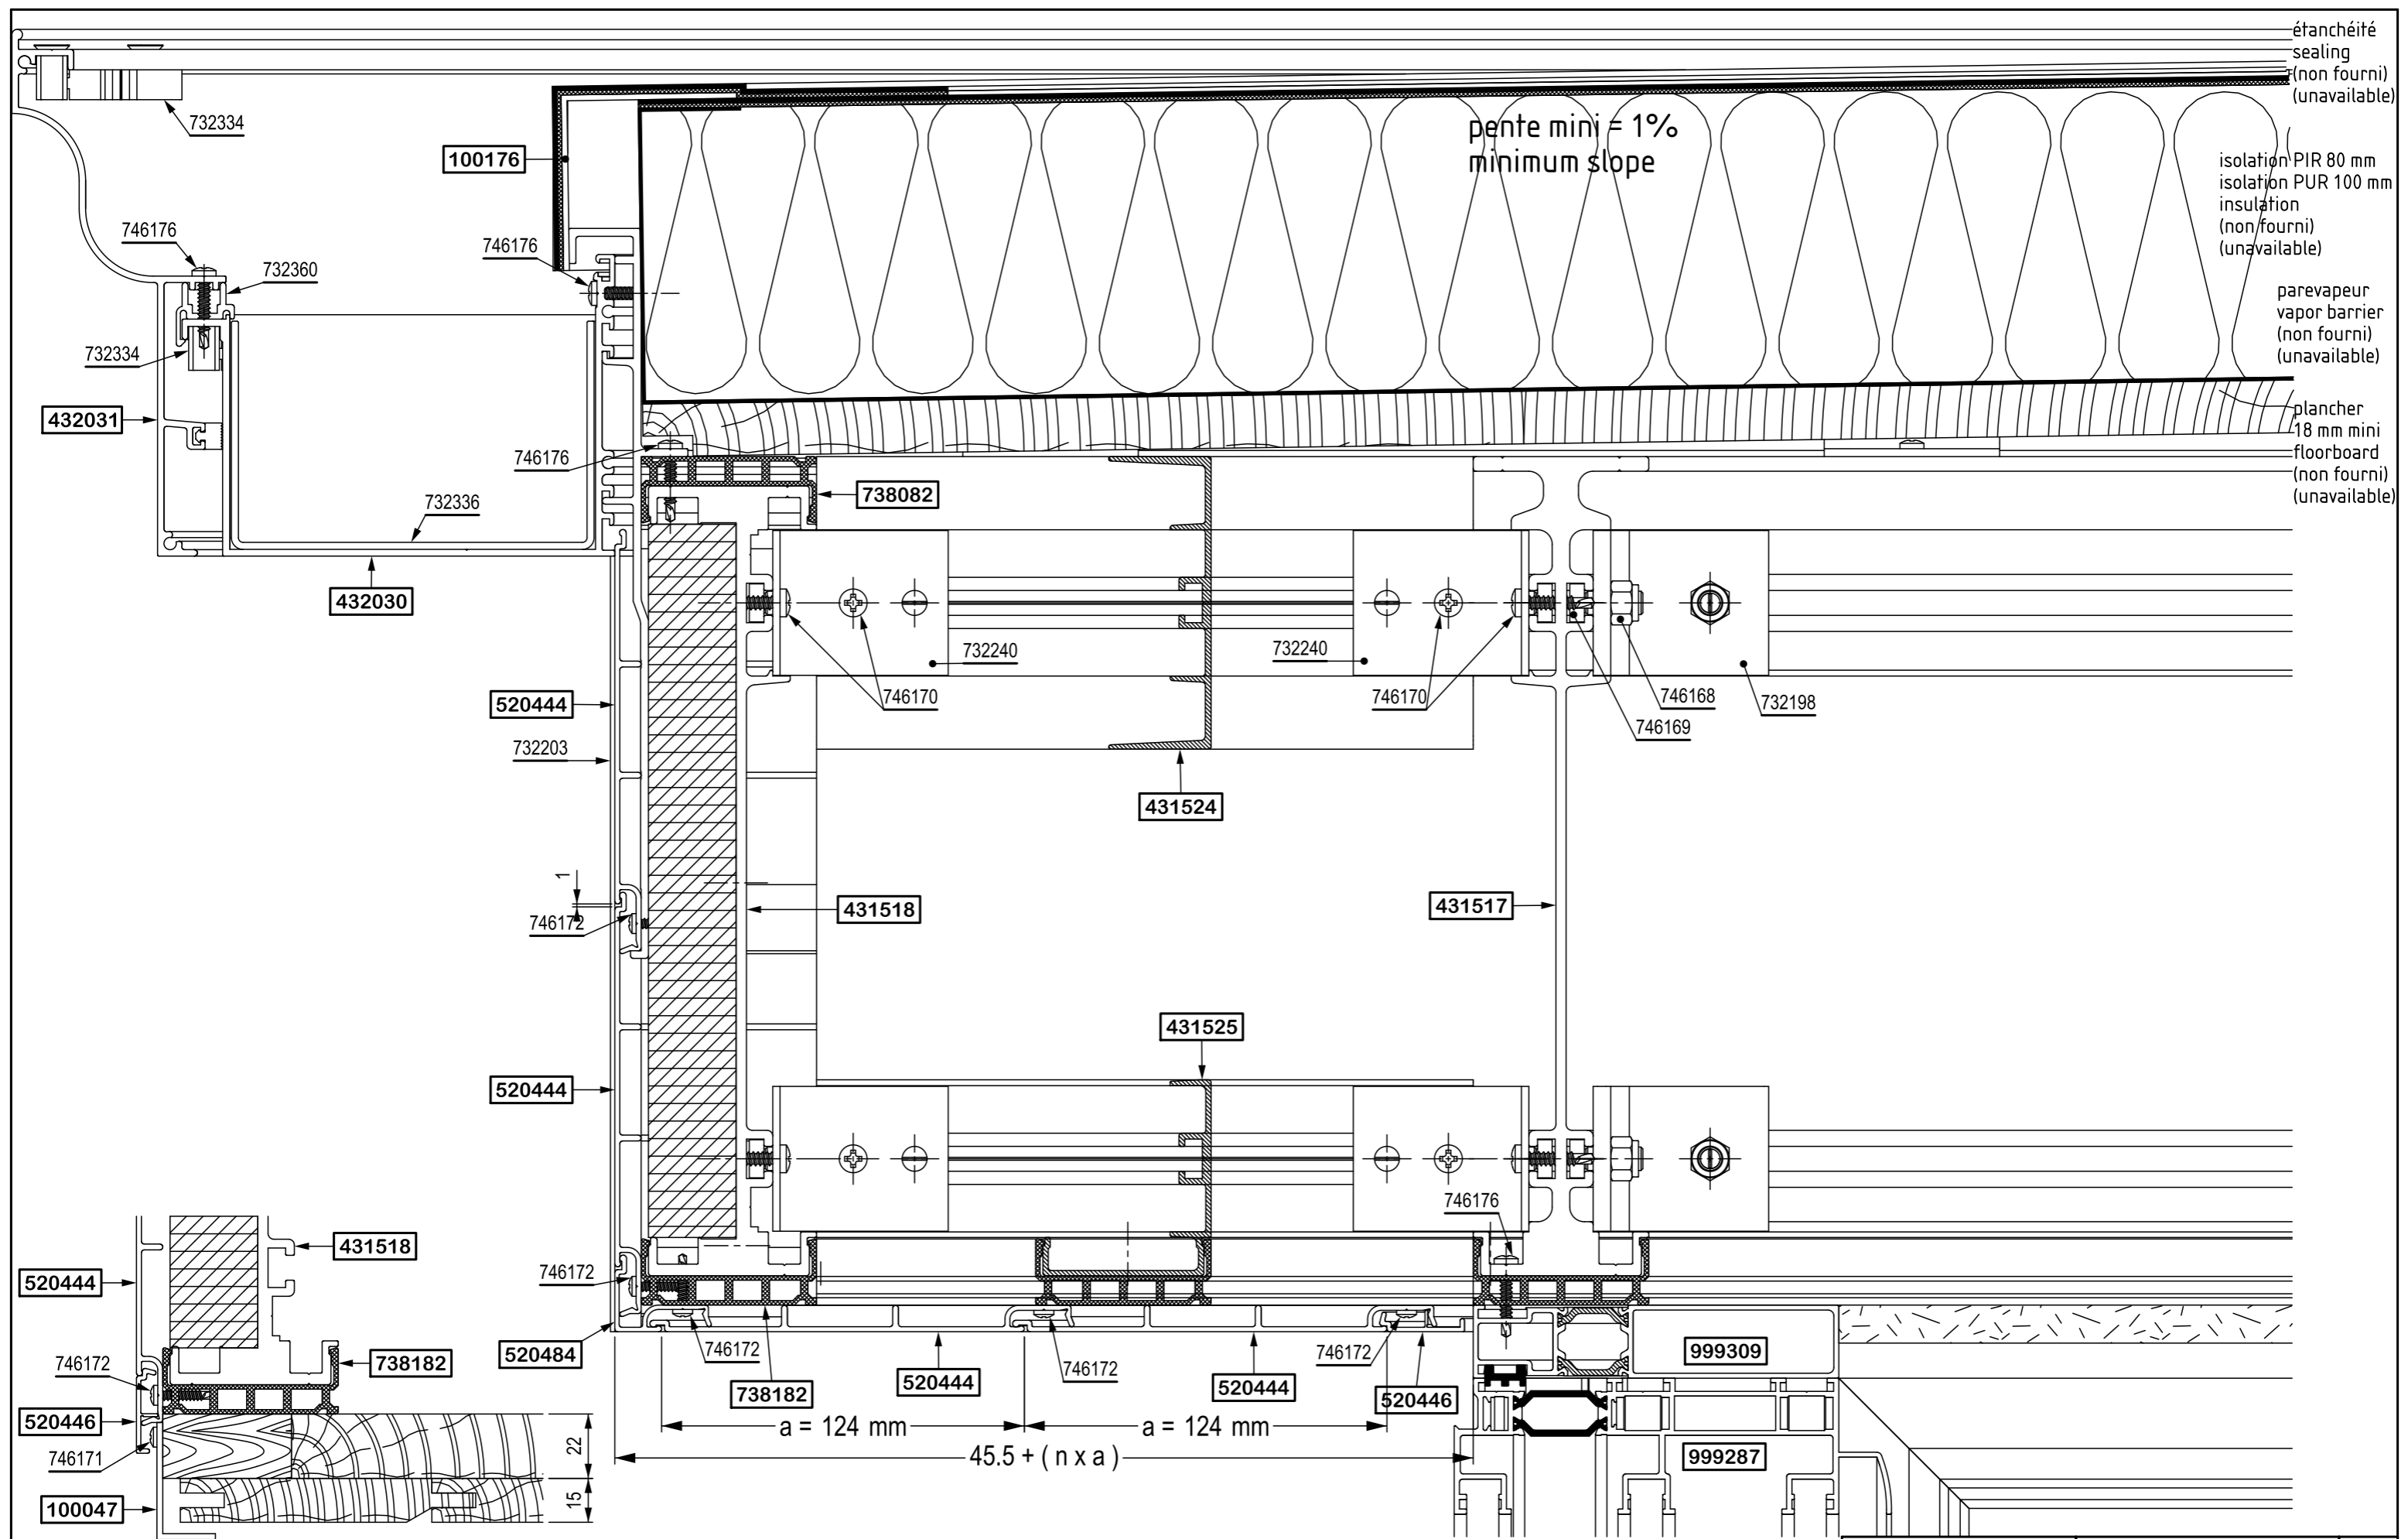 étanchéité
sealing
(non fourni)
(unavailable)
732334
100176
pente mini = 1%
minimum slope
isolation PIR 80 mm
isolation PUR 100 mm
insulation
(non fourni)
(unavailable)
746176
746176
732360
parevapeur
vapor barrier
(non fourni)
(unavailable)
732334
432031
plancher
18 mm mini
floorboard
(non fourni)
(unavailable)
746176
738082
732336
432030
732240
732240
746170
746170
746168
732198
746169
520444
732203
431524
1
746172
431518
431517
431525
520444
746176
431518
520444
746172
520484
746172
738182
520444
746172
520444
746172
520446
999309
746172
738182
520446
746171
100047
22
15
a = 124 mm
a = 124 mm
45.5 + ( n x a )
999287